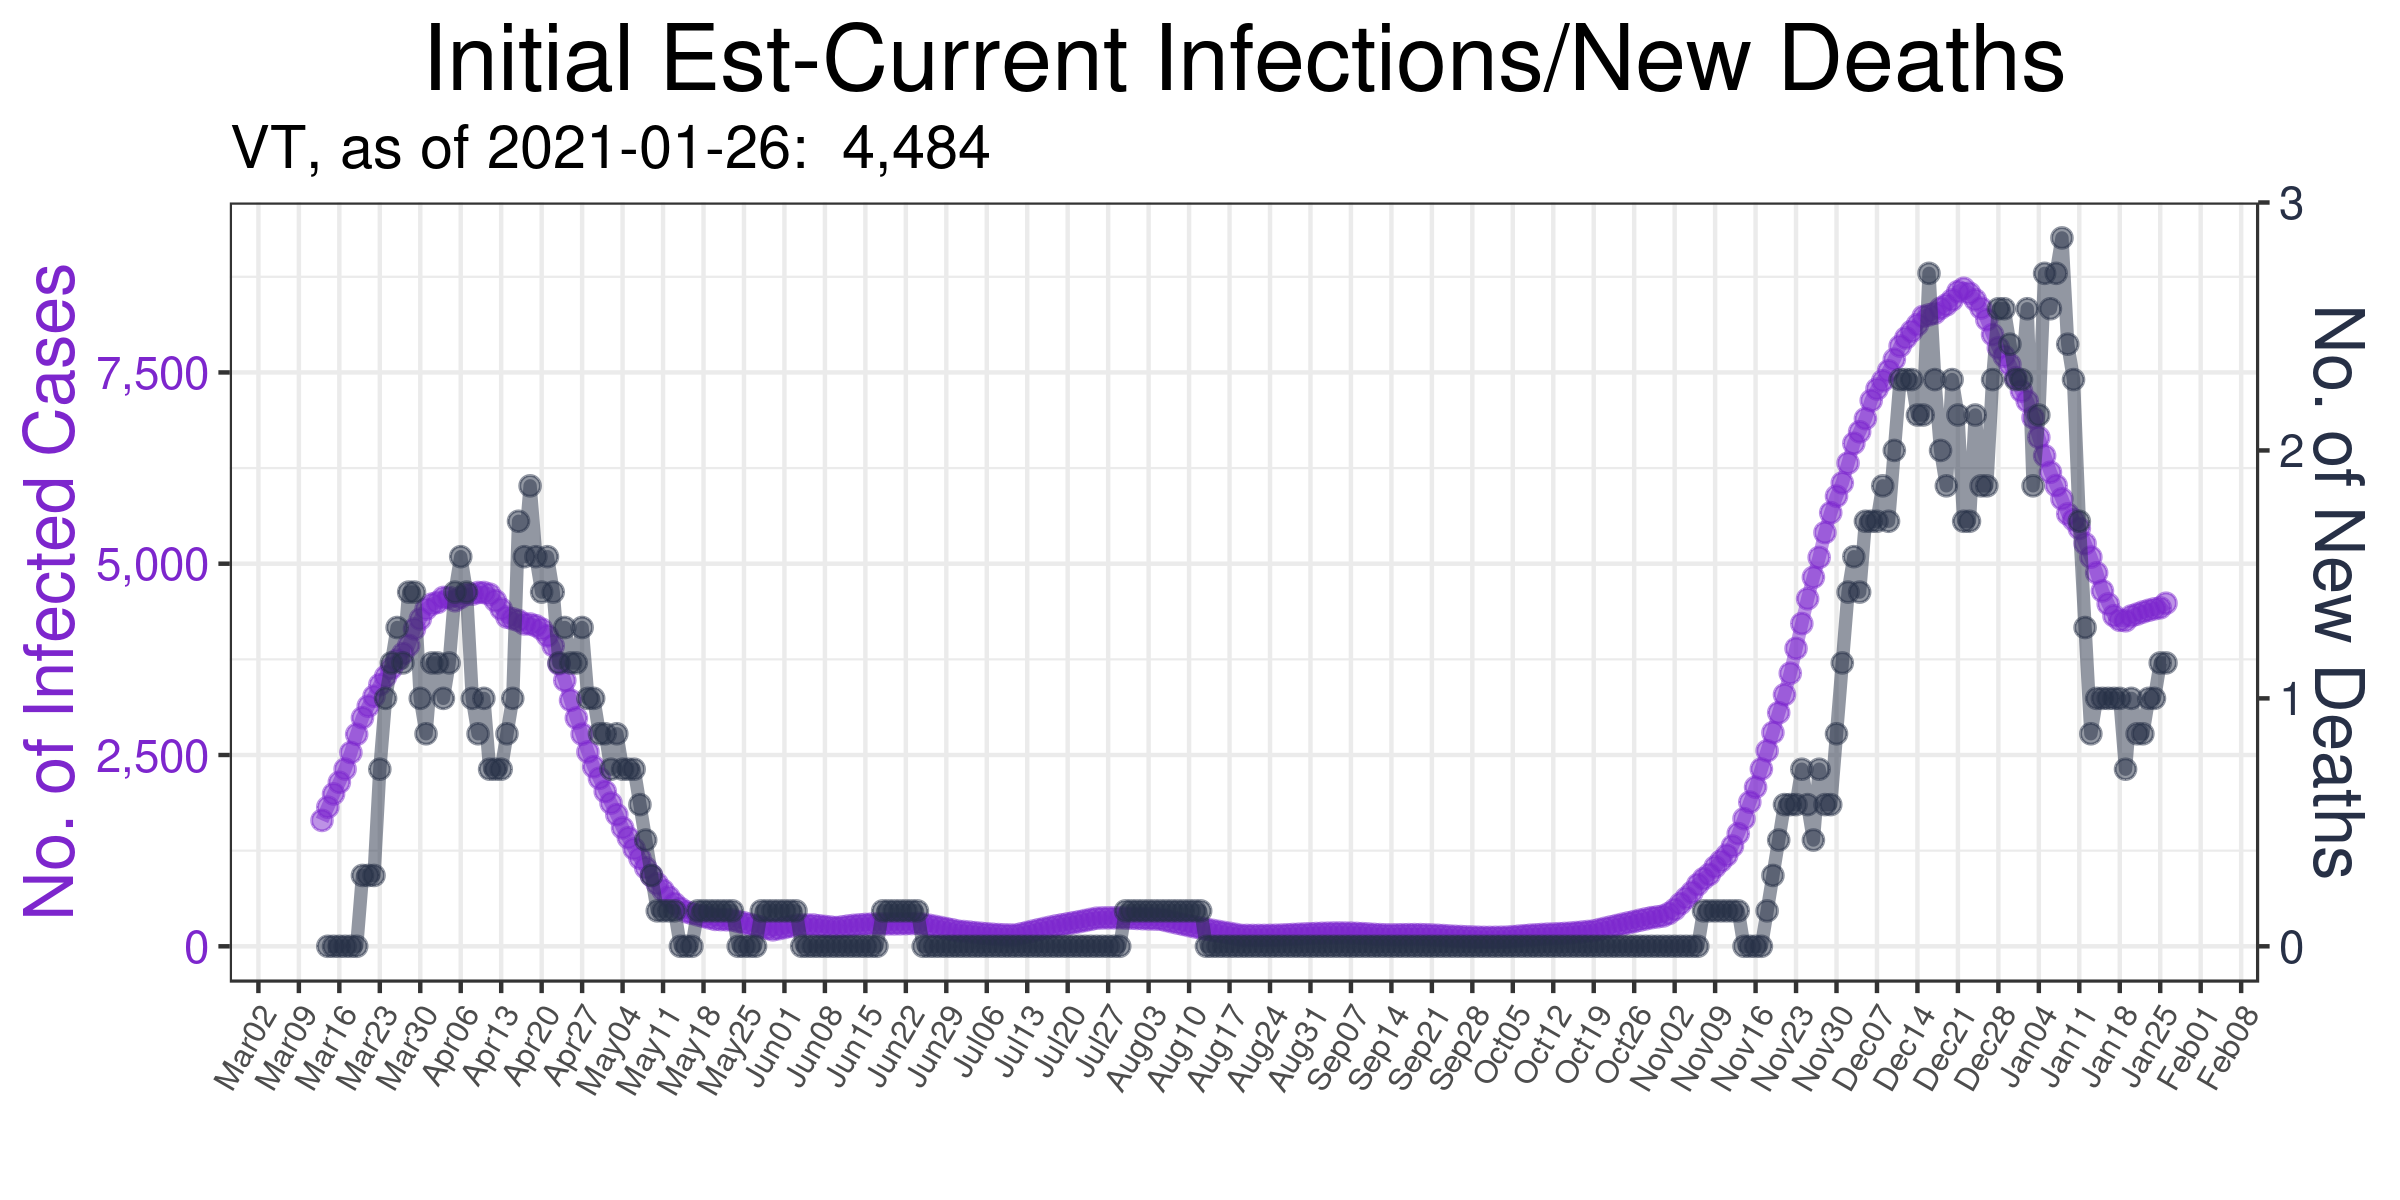 Initial Est-Current Infections/New Deaths
VT, as of 2021-01-26:  4,484
No. of Infected Cases
7,500
5,000
2,500
0
3
2
1
0
No. of New Deaths
Mar02
Mar09
Mar16
Mar23
Mar30
Apr06
Apr13
Apr20
Apr27
May04
May11
May18
May25
Jun01
Jun08
Jun15
Jun22
Jun29
Jul06
Jul13
Jul20
Jul27
Aug03
Aug10
Aug17
Aug24
Aug31
Sep07
Sep14
Sep21
Sep28
Oct05
Oct12
Oct19
Oct26
Nov02
Nov09
Nov16
Nov23
Nov30
Dec07
Dec14
Dec21
Dec28
Jan04
Jan11
Jan18
Jan25
Feb01
Feb08